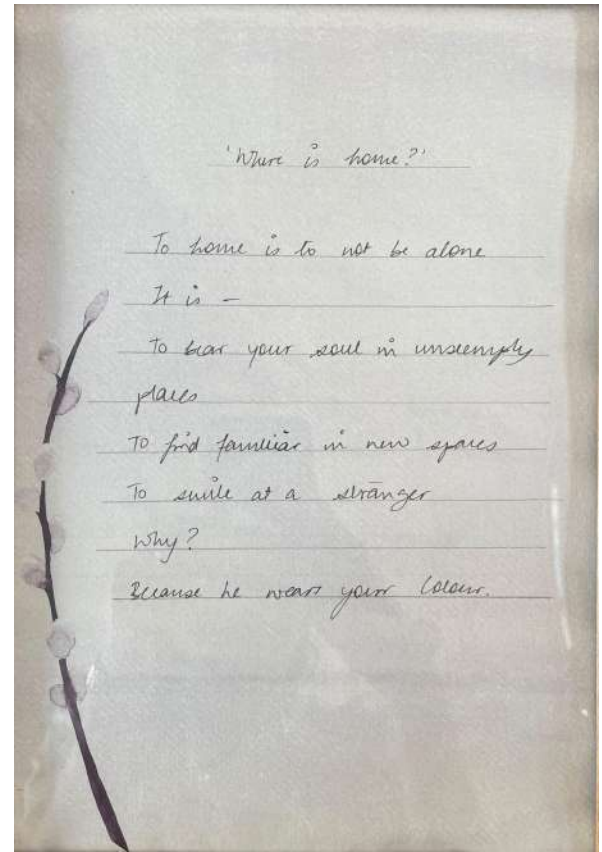 'Where is home?'
To home is to not be alone
It is –
To bear your soul in unseemply
places
To find familiar in new spaces
To smile at a stranger
Why?
Because he wears your colour.